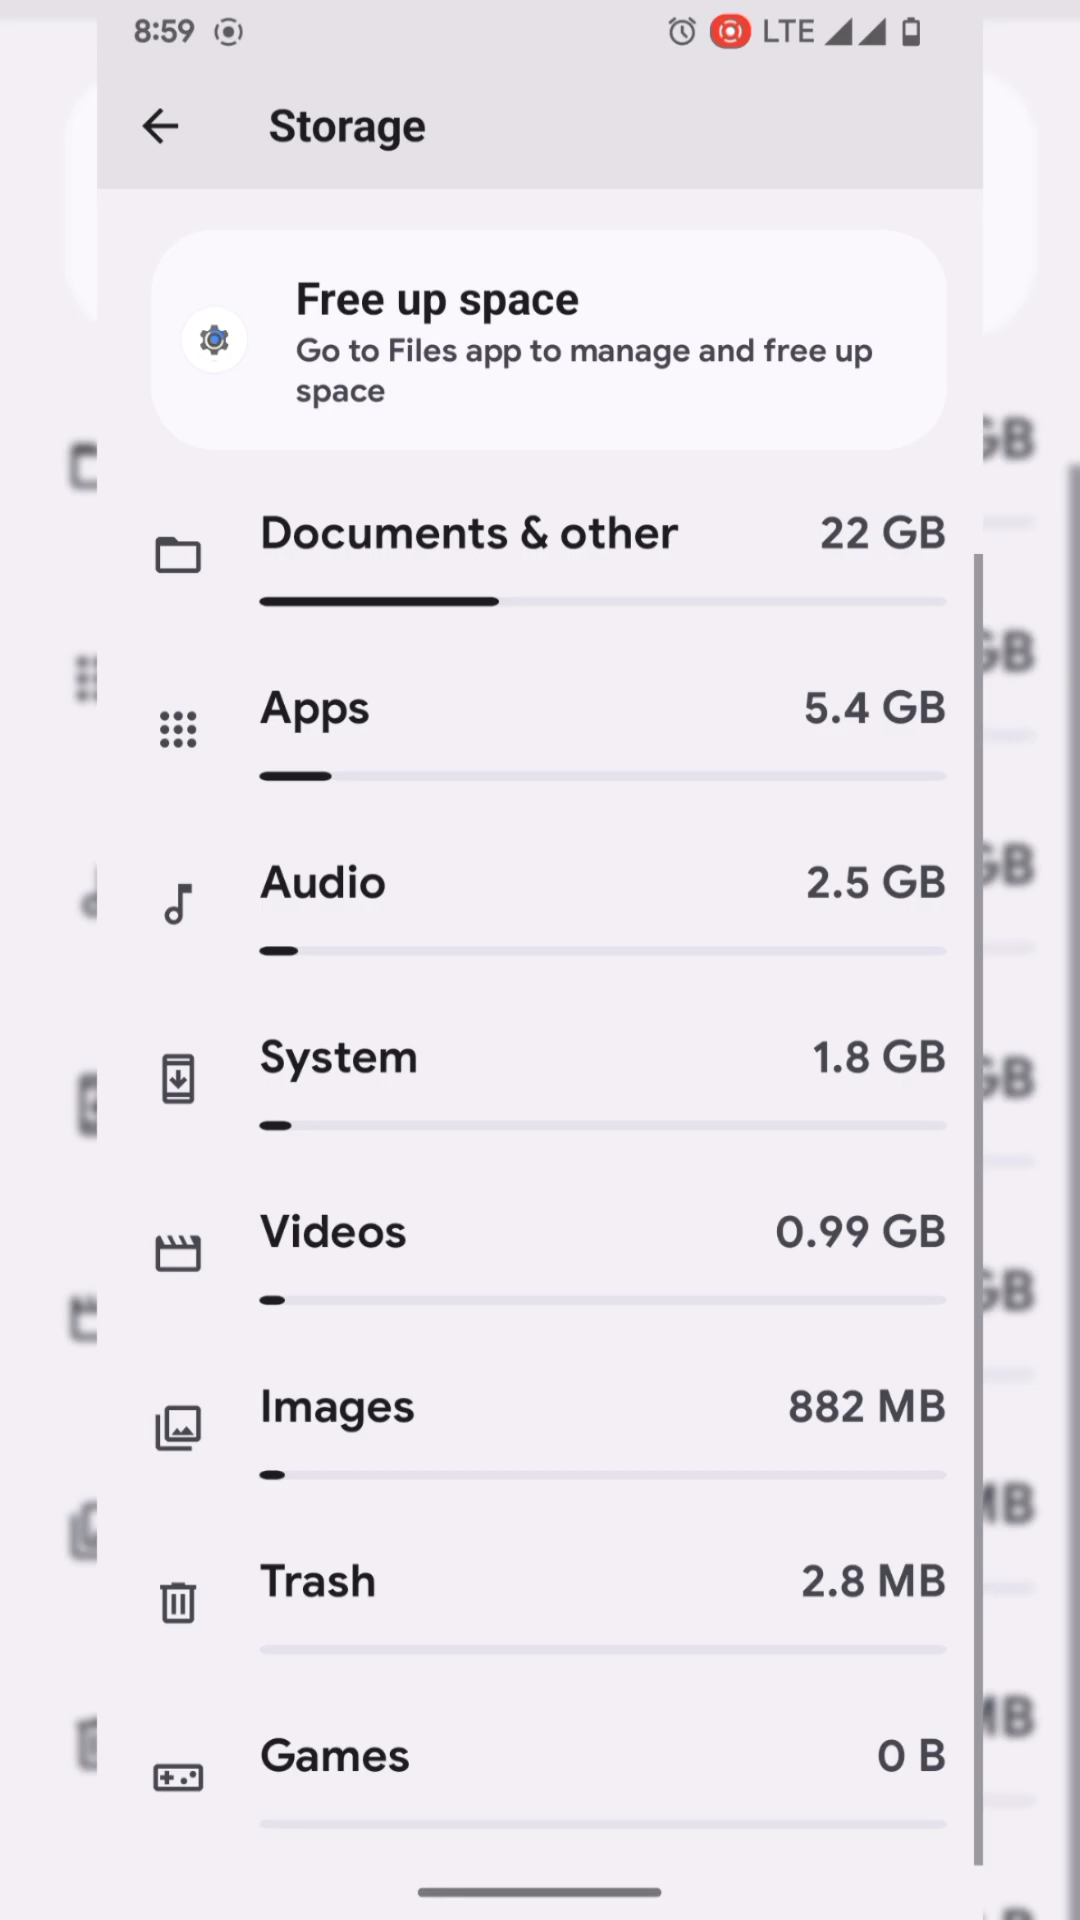 8:59 LTE
Storage
Free up space
Go to Files app to manage and free up
space
Documents & other 22 GB
Apps 5.4 GB
Audio 2.5 GB
System 1.8 GB
Videos 0.99 GB
Images 882 MB
Trash 2.8 MB
Games 0 B